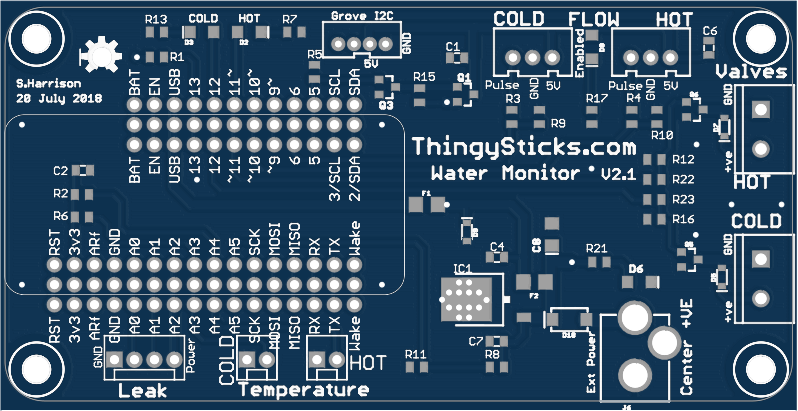 R13 COLD HOT R7
D3 D2
Grove I2C
GND
5V
COLD FLOW HOT
Enabled
C6
R1
R5
C1
Valves
S.Harrison
20 July 2018
BAT EN USB 13 12 11~ 10~ 9~ 6 5 SCL SDA
Q3
R15
Q1
Pulse GND 5V
Pulse GND 5V
R3 R9 R17 R4 R10
GND
+ve
HOT
BAT EN USB 13 12 ~11 ~10 ~9 6 5 3/SCL 2/SDA
ThingySticks.com
Water Monitor • V2.1
C2
R2
R6
R12
R22
R23
R16
F1
COLD
GND
+ve
RST 3v3 ARf GND A0 A1 A2 A3 A4 A5 SCK MOSI MISO RX TX Wake
C4
C8
R21
IC1
F2
D6
RST 3v3 ARf GND A0 A1 A2 A3 A4 A5 SCK MOSI MISO RX TX Wake
D10
GND
Power
Leak
COLD
HOT
Temperature
C7
R11
R8
Ext Power
Center +VE
J6